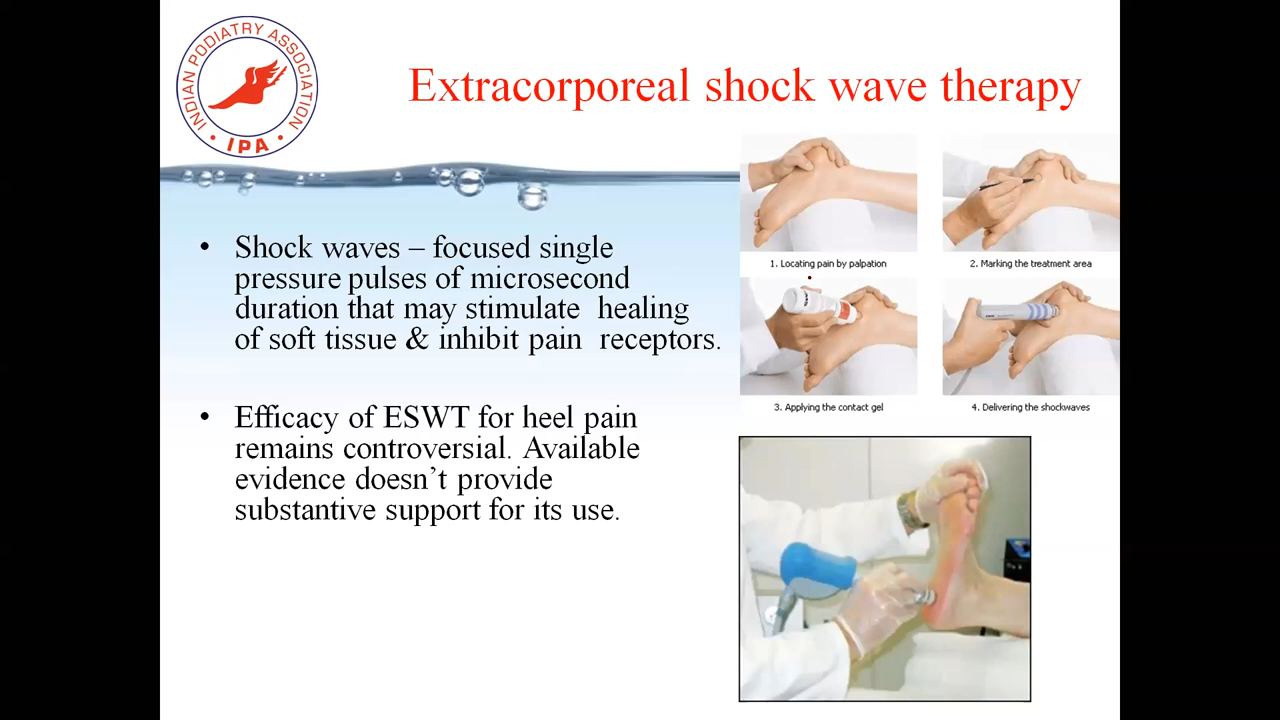 INDIAN PODIATRY ASSOCIATION
• IPA •
Extracorporeal shock wave therapy
• Shock waves – focused single
pressure pulses of microsecond
duration that may stimulate healing
of soft tissue & inhibit pain receptors.
• Efficacy of ESWT for heel pain
remains controversial. Available
evidence doesn’t provide
substantive support for its use.
1. Locating pain by palpation
2. Marking the treatment area
3. Applying the contact gel
4. Delivering the shockwaves